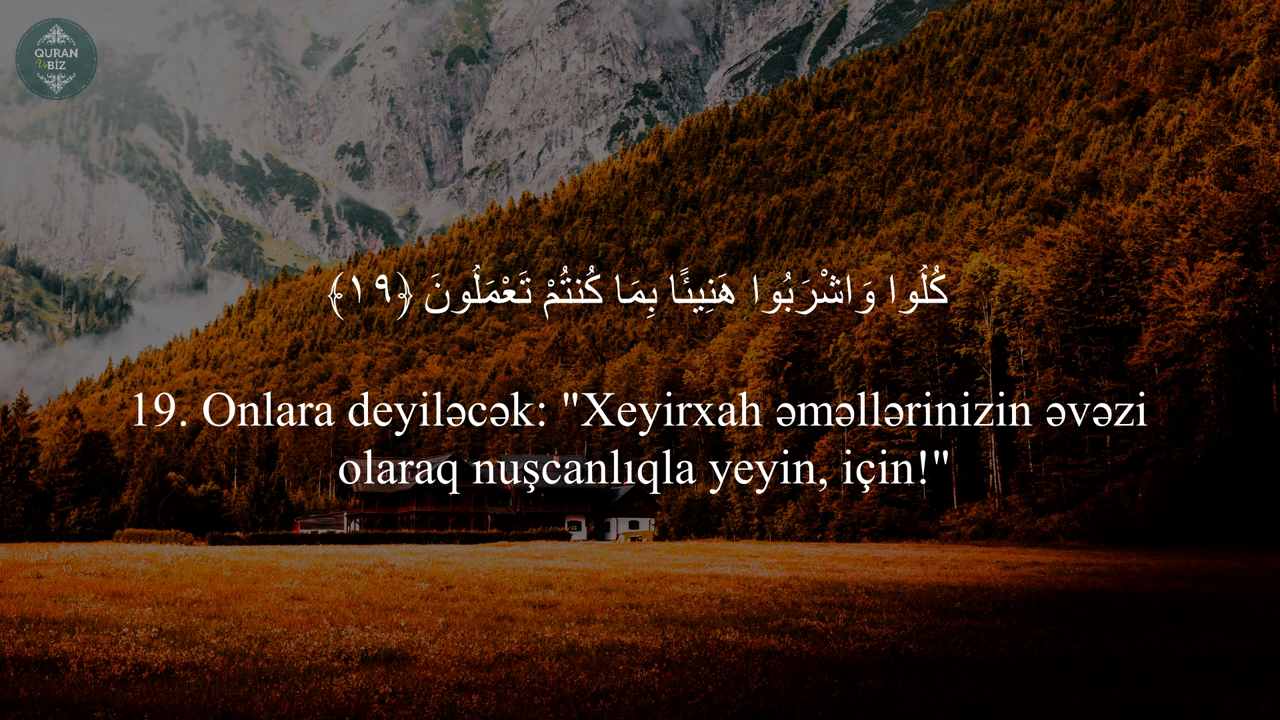 QURAN
Və
BİZ
كُلُوا وَاشْرَبُوا هَنِيئًا بِمَا كُنتُمْ تَعْمَلُونَ ﴿١٩﴾
19. Onlara deyiləcək: "Xeyirxah əməllərinizin əvəzi
olaraq nuşcanlıqla yeyin, için!"